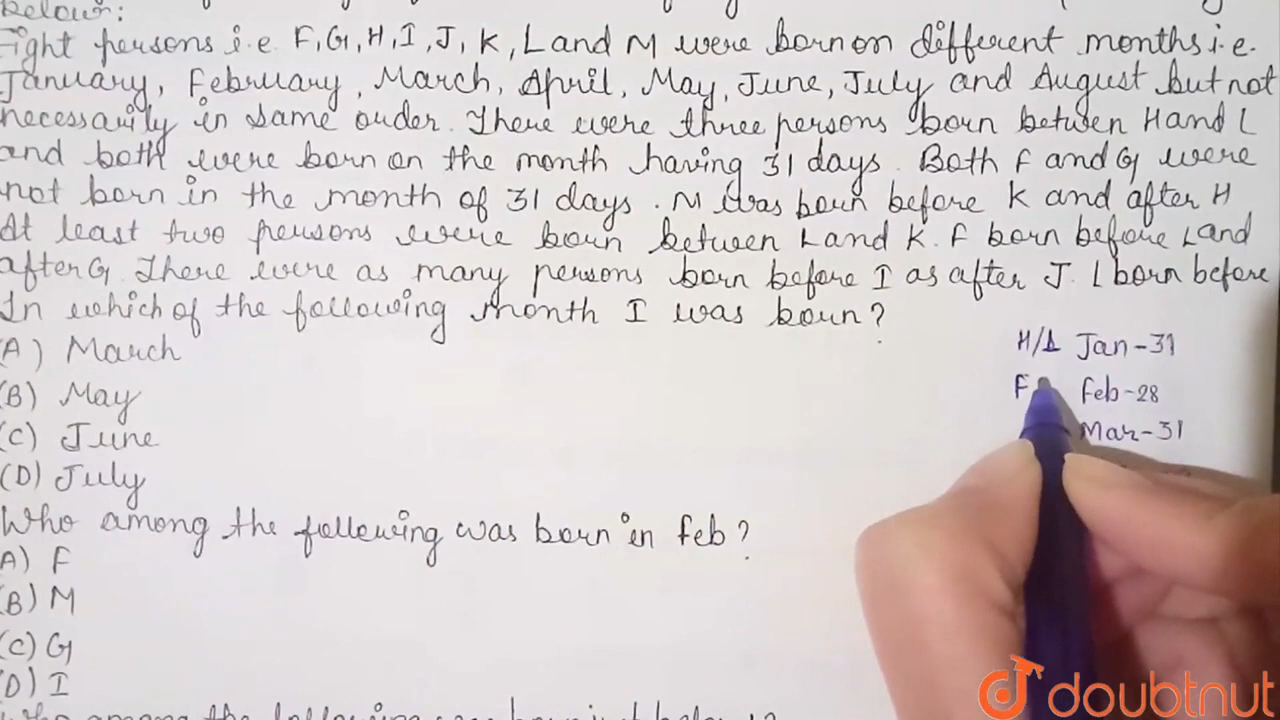 Below:
Eight persons i.e. F, G, H, I, J, K, L and M were born on different months i.e.
January, February, March, April, May, June, July and August but not
necessarily in same order. There were three persons born betwen H and L
and both were born on the month having 31 days. Both F and G were
not born in the month of 31 days. M was born before K and after H
At least two persons were born between L and K. F born before L and
after G. There were as many persons born before I as after J. L born before
In which of the following month I was born?
(A) March
(B) May
(C) June
(D) July
Who among the following was born in feb?
A) F
(B) M
(C) G
(D) I
H/L Jan-31
F feb-28
Mar-31
doubtnut